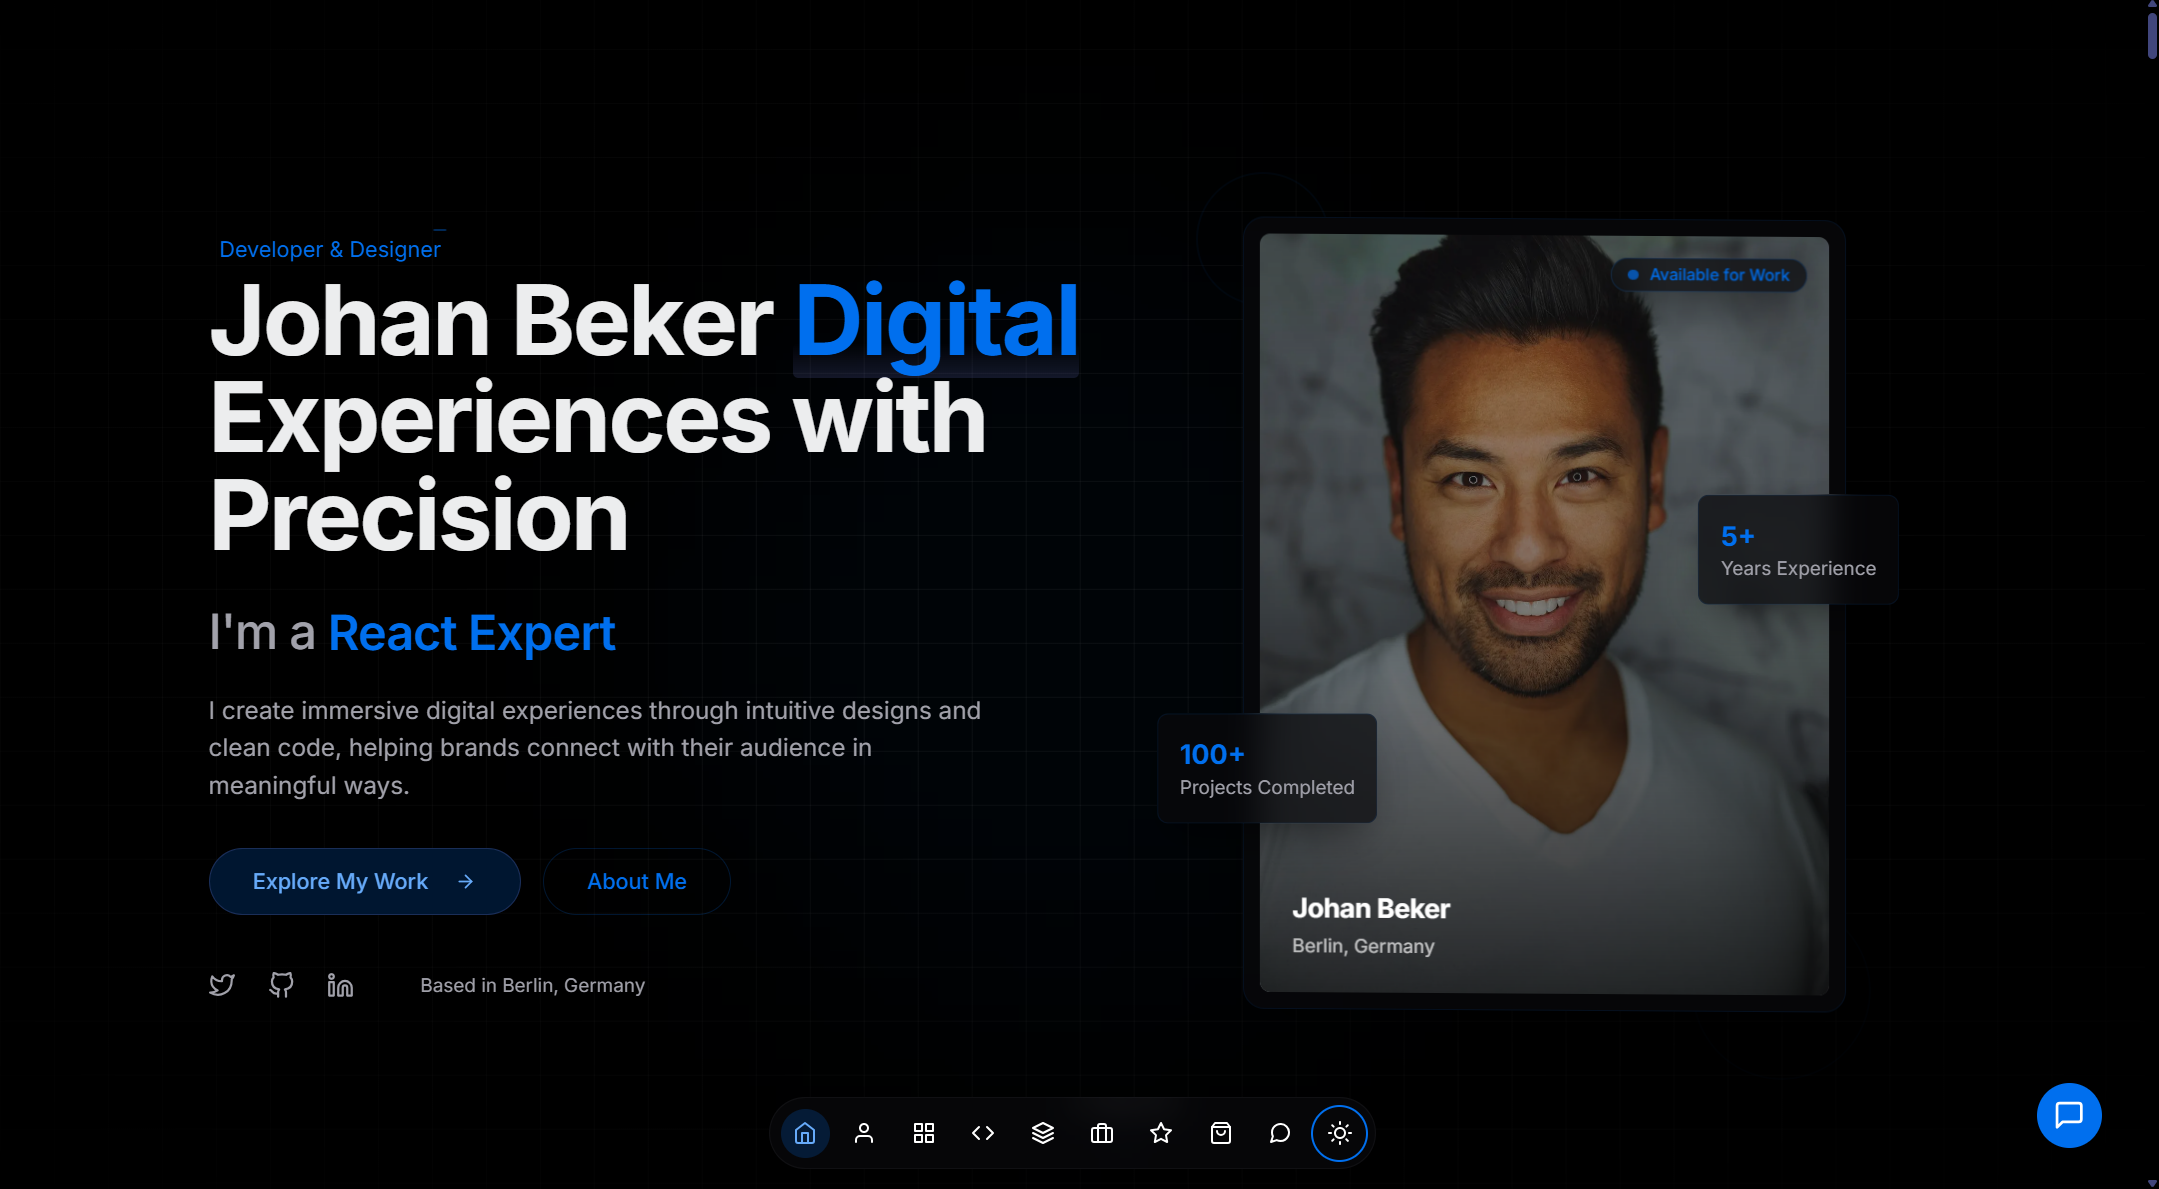 Developer & Designer
Johan Beker Digital
Experiences with
Precision
I'm a React Expert
I create immersive digital experiences through intuitive designs and
clean code, helping brands connect with their audience in
meaningful ways.
Explore My Work
About Me
Based in Berlin, Germany
Available for Work
5+
Years Experience
100+
Projects Completed
Johan Beker
Berlin, Germany